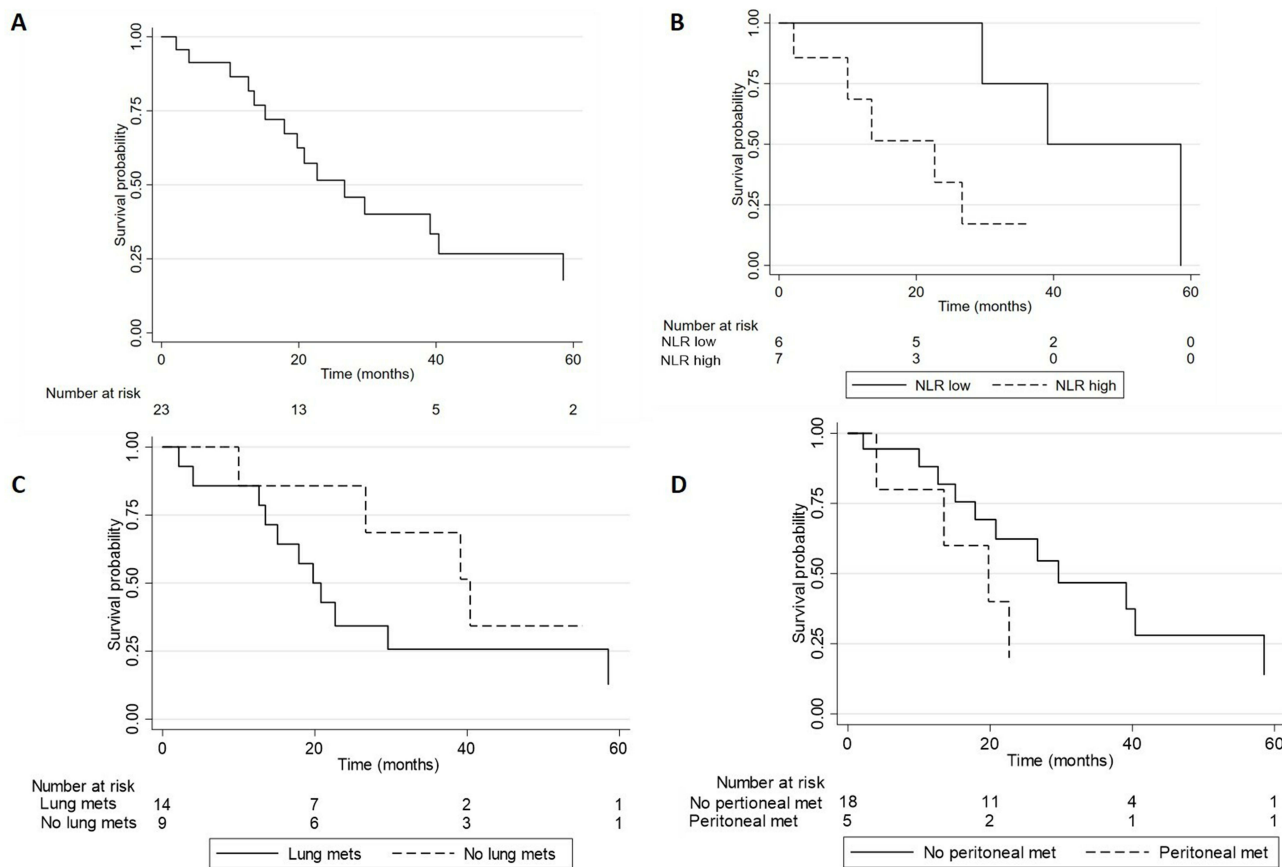 A
Survival probability
1.00
0.75
0.50
0.25
0.00
0 20 40 60
Time (months)
Number at risk
23 13 5 2
B
Survival probability
1.00
0.75
0.50
0.25
0.00
0 20 40 60
Time (months)
Number at risk
NLR low 6 5 2 0
NLR high 7 3 0 0
NLR low NLR high
C
Survival probability
1.00
0.75
0.50
0.25
0.00
0 20 40 60
Time (months)
Number at risk
Lung mets 14 7 2 1
No lung mets 9 6 3 1
Lung mets No lung mets
D
Survival probability
1.00
0.75
0.50
0.25
0.00
0 20 40 60
Time (months)
Number at risk
No pertioneal met 18 11 4 1
Peritoneal met 5 2 1 1
No peritoneal met Peritoneal met